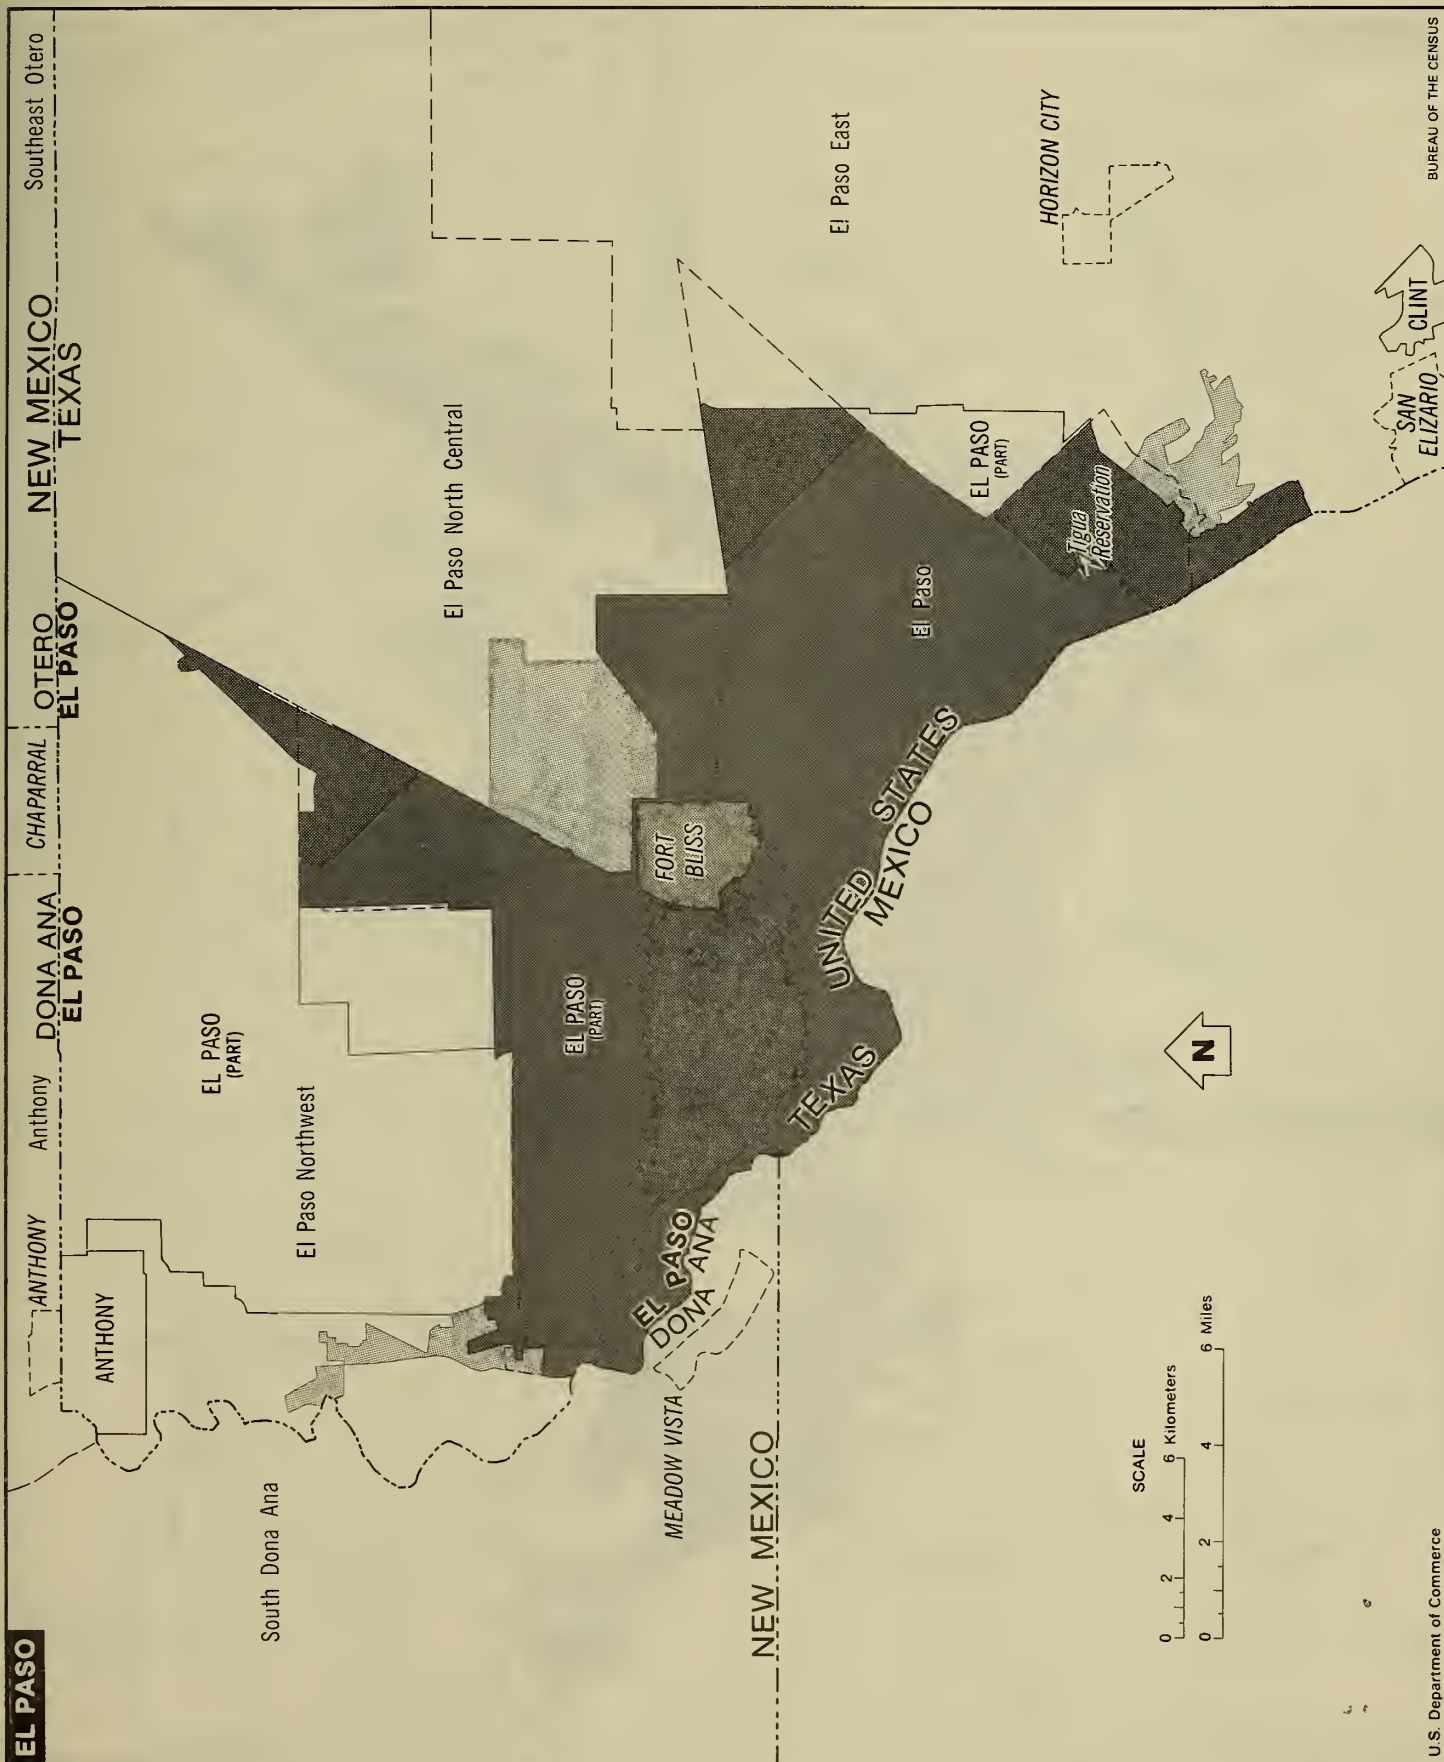 EL PASO
ANTHONY
Anthony
DONA ANA
EL PASO
CHAPARRAL
OTERO
EL PASO
NEW MEXICO
TEXAS
Southeast Otero
ANTHONY
South Dona Ana
EL PASO
(PART)
El Paso Northwest
El Paso North Central
EL PASO
(PART)
FORT
BLISS
El Paso East
EL PASO
(PART)
El Paso
Tigua
Reservation
HORIZON CITY
EL PASO
DONA ANA
MEADOW VISTA
NEW MEXICO
TEXAS
UNITED STATES
MEXICO
SAN
ELIZARIO
CLINT
N
SCALE
0 2 4 6 Kilometers
0 2 4 6 Miles
U.S. Department of Commerce
BUREAU OF THE CENSUS